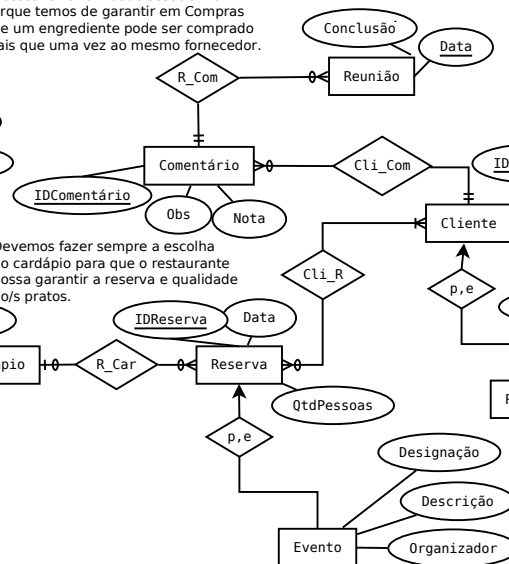 rque temos de garantir em Compras
e um engrediente pode ser comprado
ais que uma vez ao mesmo fornecedor.
Conclusão
Data
R_Com
Reunião
Comentário
Cli_Com
ID
IDComentário
Obs
Nota
Cliente
evemos fazer sempre a escolha
o cardápio para que o restaurante
ossa garantir a reserva e qualidade
o/s pratos.
Cli_R
p,e
IDReserva
Data
pio
R_Car
Reserva
QtdPessoas
p,e
Designação
Descrição
Evento
Organizador